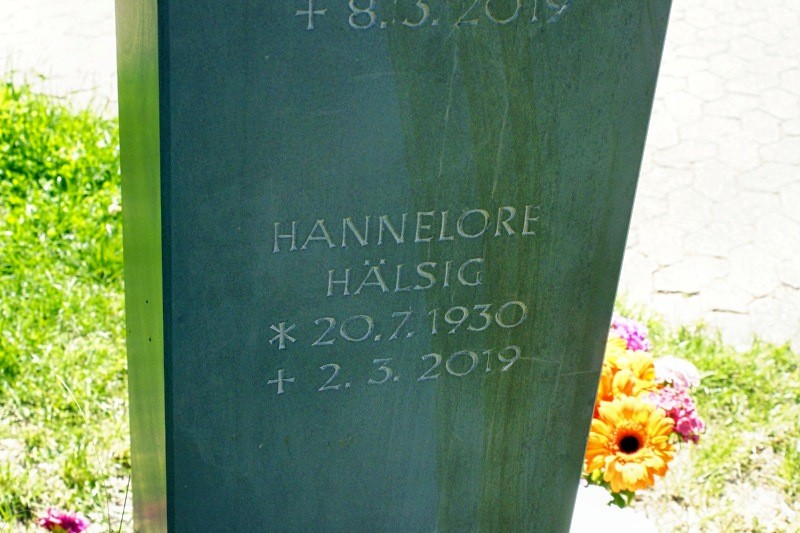 + 8.3.2019
HANNELORE
HÄLSIG
* 20.7.1930
+ 2.3.2019